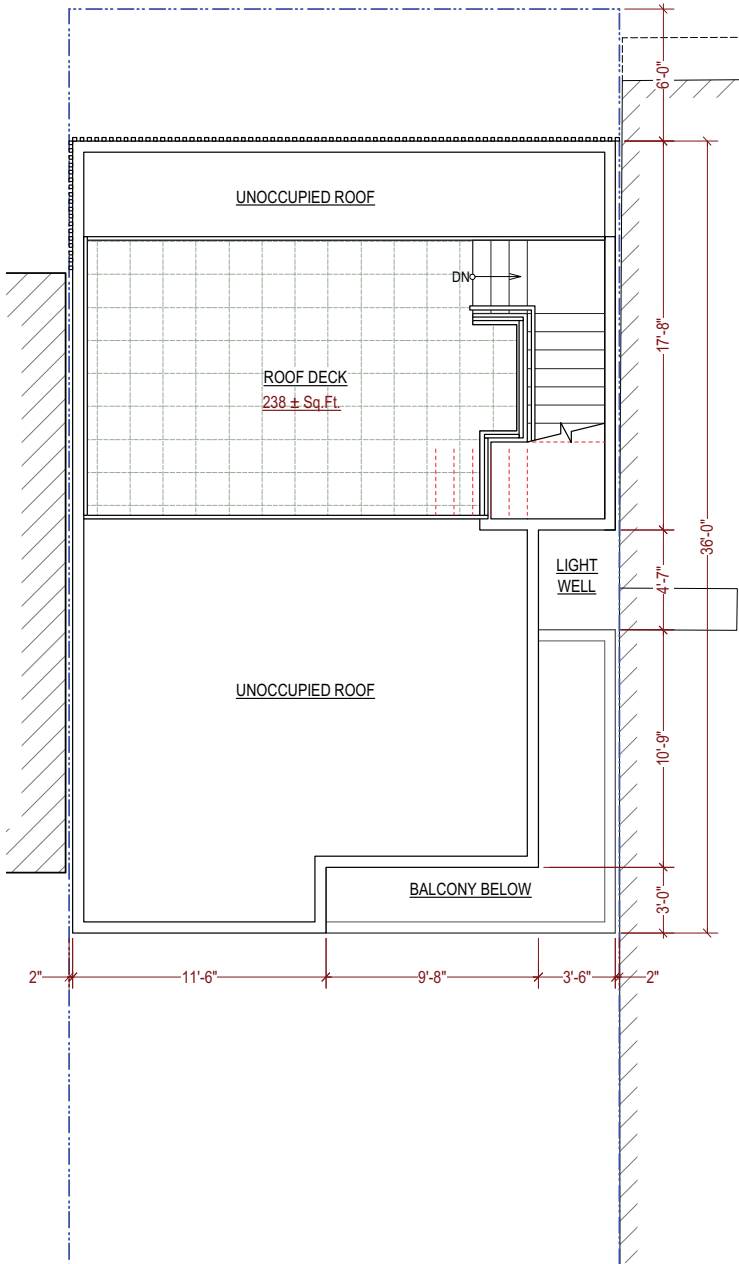 6'-0"
UNOCCUPIED ROOF
DN
17'-8"
ROOF DECK
238 ± Sq.Ft.
36'-0"
LIGHT
WELL
4'-7"
UNOCCUPIED ROOF
10'-9"
BALCONY BELOW
3'-0"
2"
11'-6"
9'-8"
3'-6"
2"